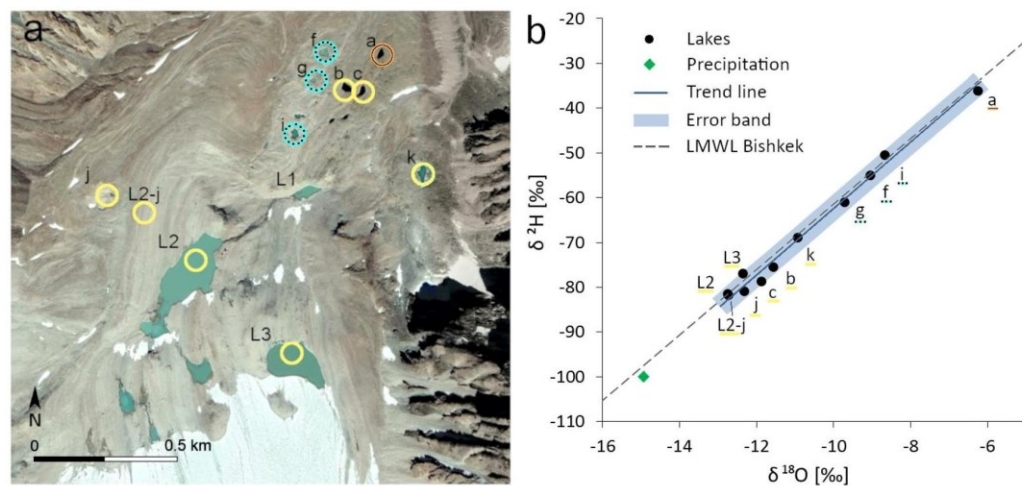 a
f
a
g
b c
i
k
j
L2-j
L1
L2
L3
N
0 0.5 km
b
Lakes
Precipitation
Trend line
Error band
LMWL Bishkek
-20
-30
-40
-50
-60
-70
-80
-90
-100
-110
δ ²H [‰]
a
i
f
g
k
L3
b
L2
c
j
L2-j
-16 -14 -12 -10 -8 -6
δ ¹⁸O [‰]